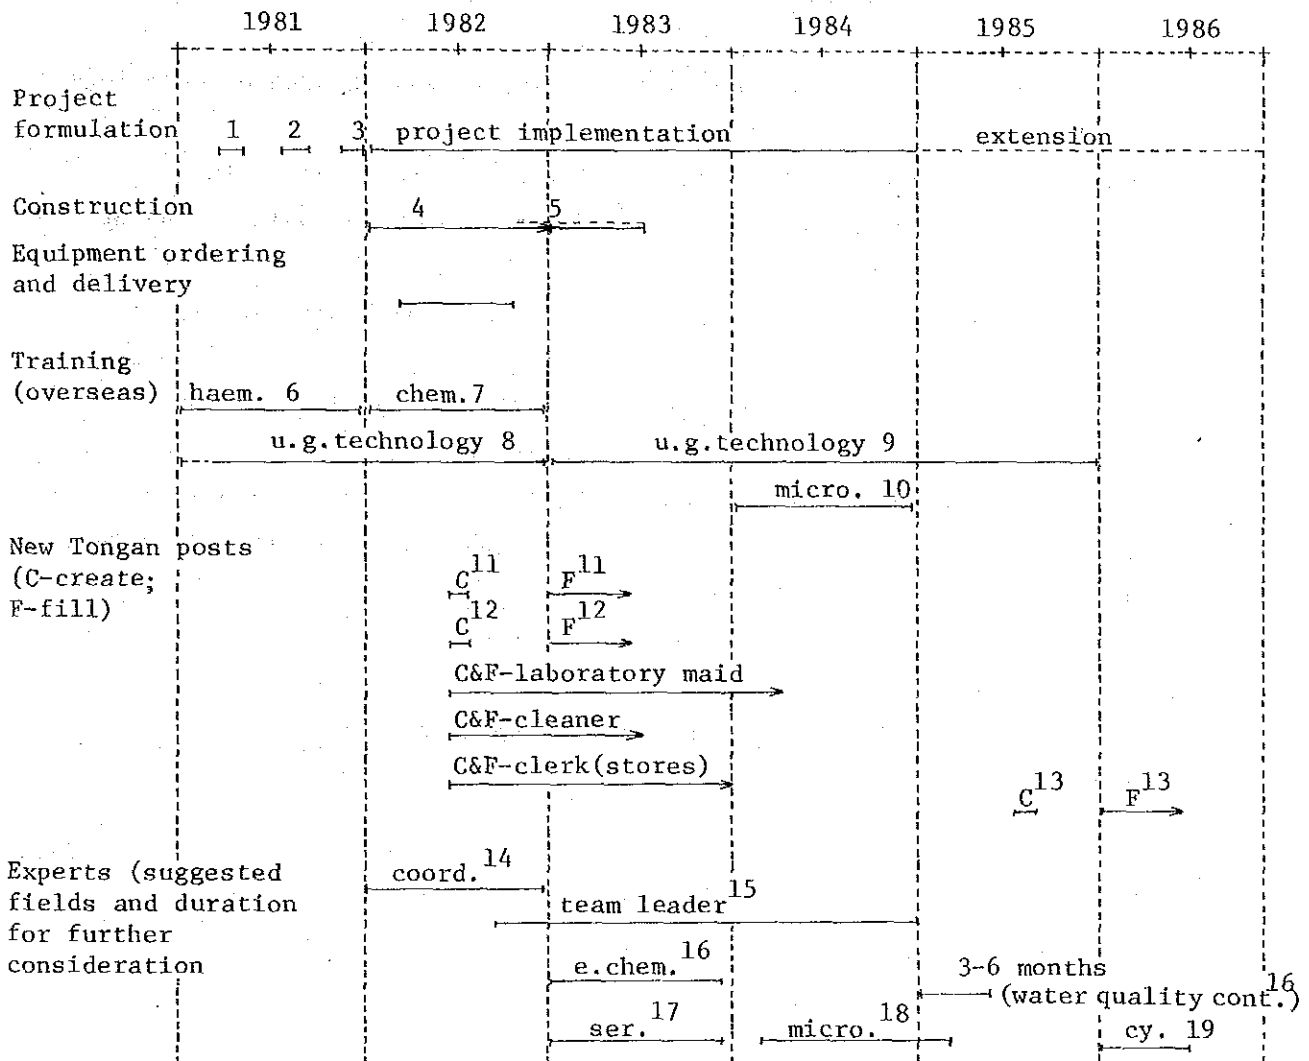 1981 1982 1983 1984 1985 1986
Project
formulation 1 2 3 project implementation extension
Construction 4 5
Equipment ordering
and delivery
Training
(overseas) haem. 6 chem.7
u.g.technology 8 u.g.technology 9
micro. 10
New Tongan posts
(C-create; C11 F11
F-fill) C12 F12
C&F-laboratory maid
C&F-cleaner
C&F-clerk(stores)
C13 F13
Experts (suggested coord.14
fields and duration team leader15
for further
consideration e.chem.16 3-6 months
(water quality cont.)16
ser.17 micro.18 cy. 19